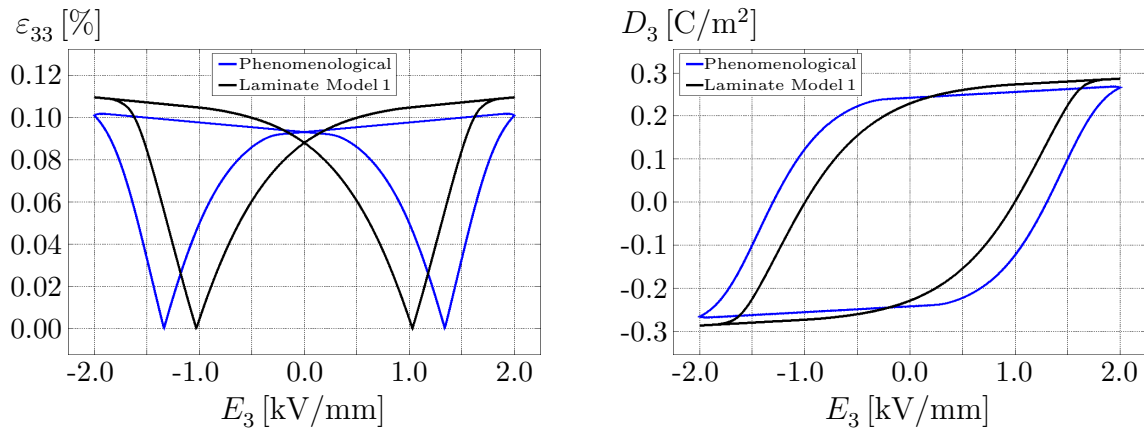 ε₃₃ [%]
0.12
0.10
0.08
0.06
0.04
0.02
0.00
Phenomenological
Laminate Model 1
-2.0 -1.0 0.0 1.0 2.0
E₃ [kV/mm]
D₃ [C/m²]
0.3
0.2
0.1
0.0
-0.1
-0.2
-0.3
Phenomenological
Laminate Model 1
-2.0 -1.0 0.0 1.0 2.0
E₃ [kV/mm]